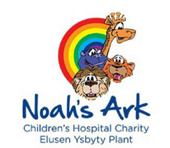 Noah's Ark
Children's Hospital Charity
Elusen Ysbyty Plant